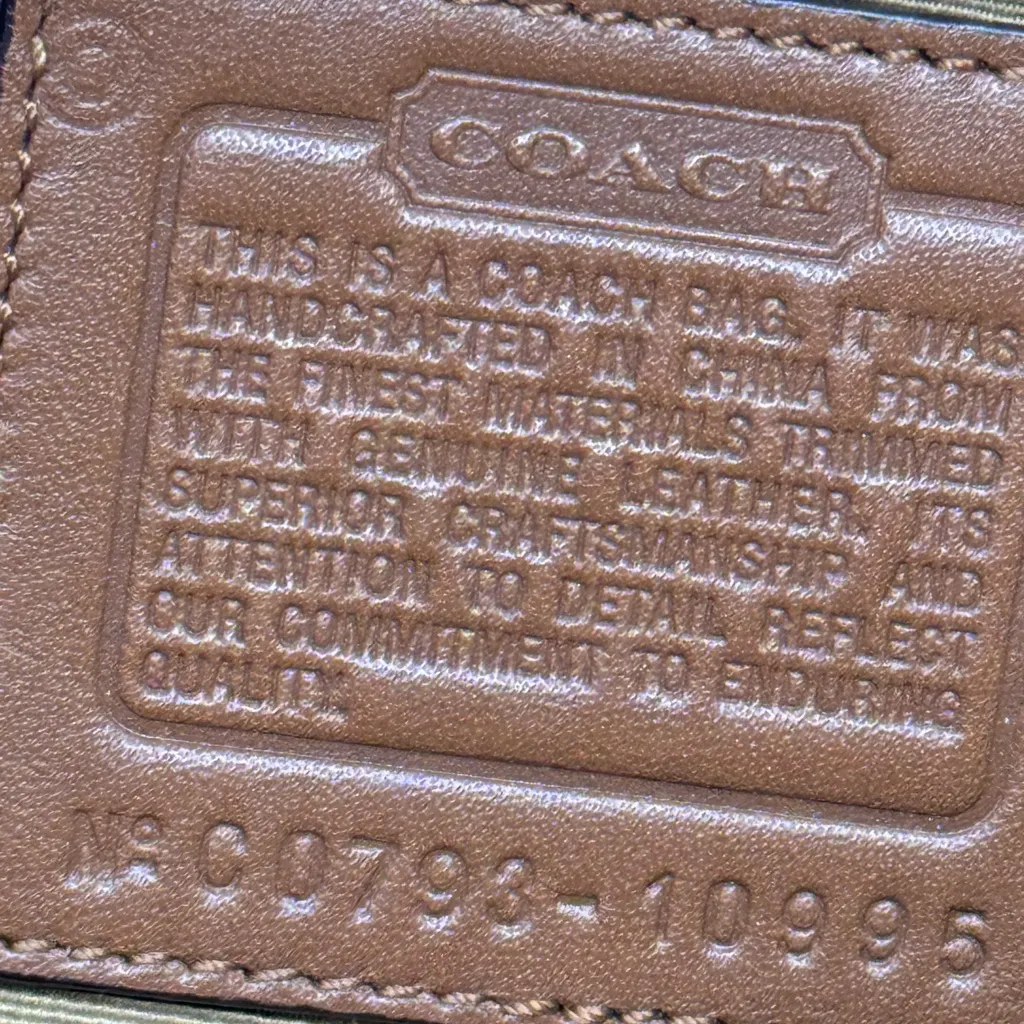 ©
COACH
THIS IS A COACH BAG. IT WAS
HANDCRAFTED IN CHINA FROM
THE FINEST MATERIALS TRIMMED
WITH GENUINE LEATHER. ITS
SUPERIOR CRAFTSMANSHIP AND
ATTENTION TO DETAIL REFLECT
OUR COMMITMENT TO ENDURING
QUALITY.
Nº C0793-10995